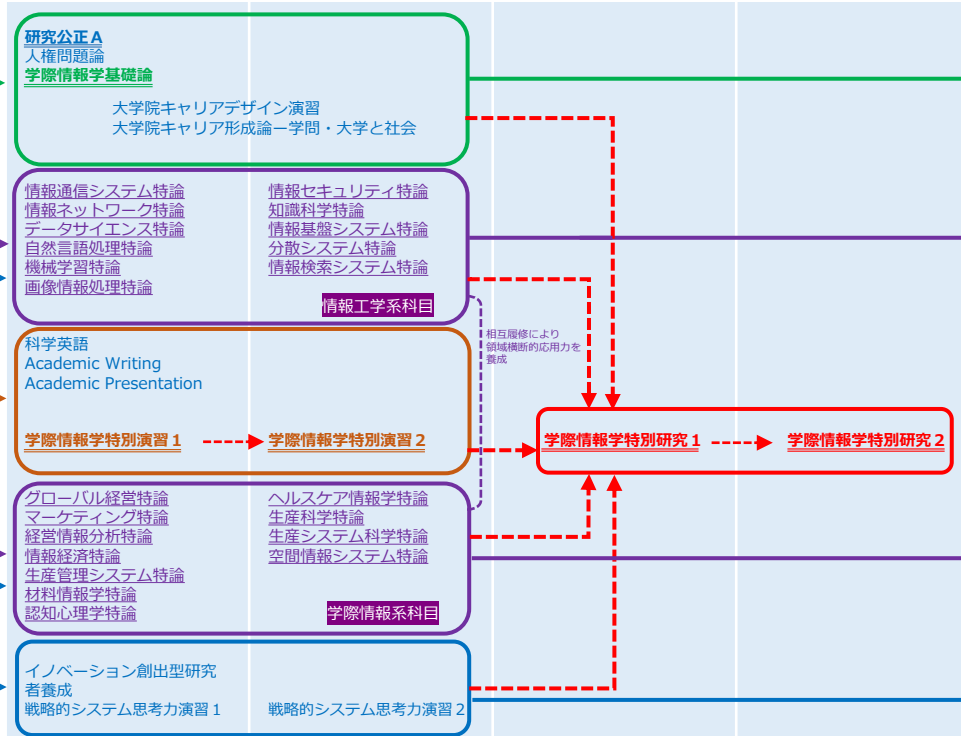 研究公正A
人権問題論
学際情報学基礎論
大学院キャリアデザイン演習
大学院キャリア形成論ー学問・大学と社会
情報通信システム特論
情報ネットワーク特論
データサイエンス特論
自然言語処理特論
機械学習特論
画像情報処理特論
情報セキュリティ特論
知識科学特論
情報基盤システム特論
分散システム特論
情報検索システム特論
情報工学系科目
相互履修により
領域横断的応用力を
養成
科学英語
Academic Writing
Academic Presentation
学際情報学特別演習1
学際情報学特別演習2
学際情報学特別研究1
学際情報学特別研究2
グローバル経営特論
マーケティング特論
経営情報分析特論
情報経済特論
生産管理システム特論
材料情報学特論
認知心理学特論
ヘルスケア情報学特論
生産科学特論
生産システム科学特論
空間情報システム特論
学際情報系科目
イノベーション創出型研究
者養成
戦略的システム思考力演習1
戦略的システム思考力演習2